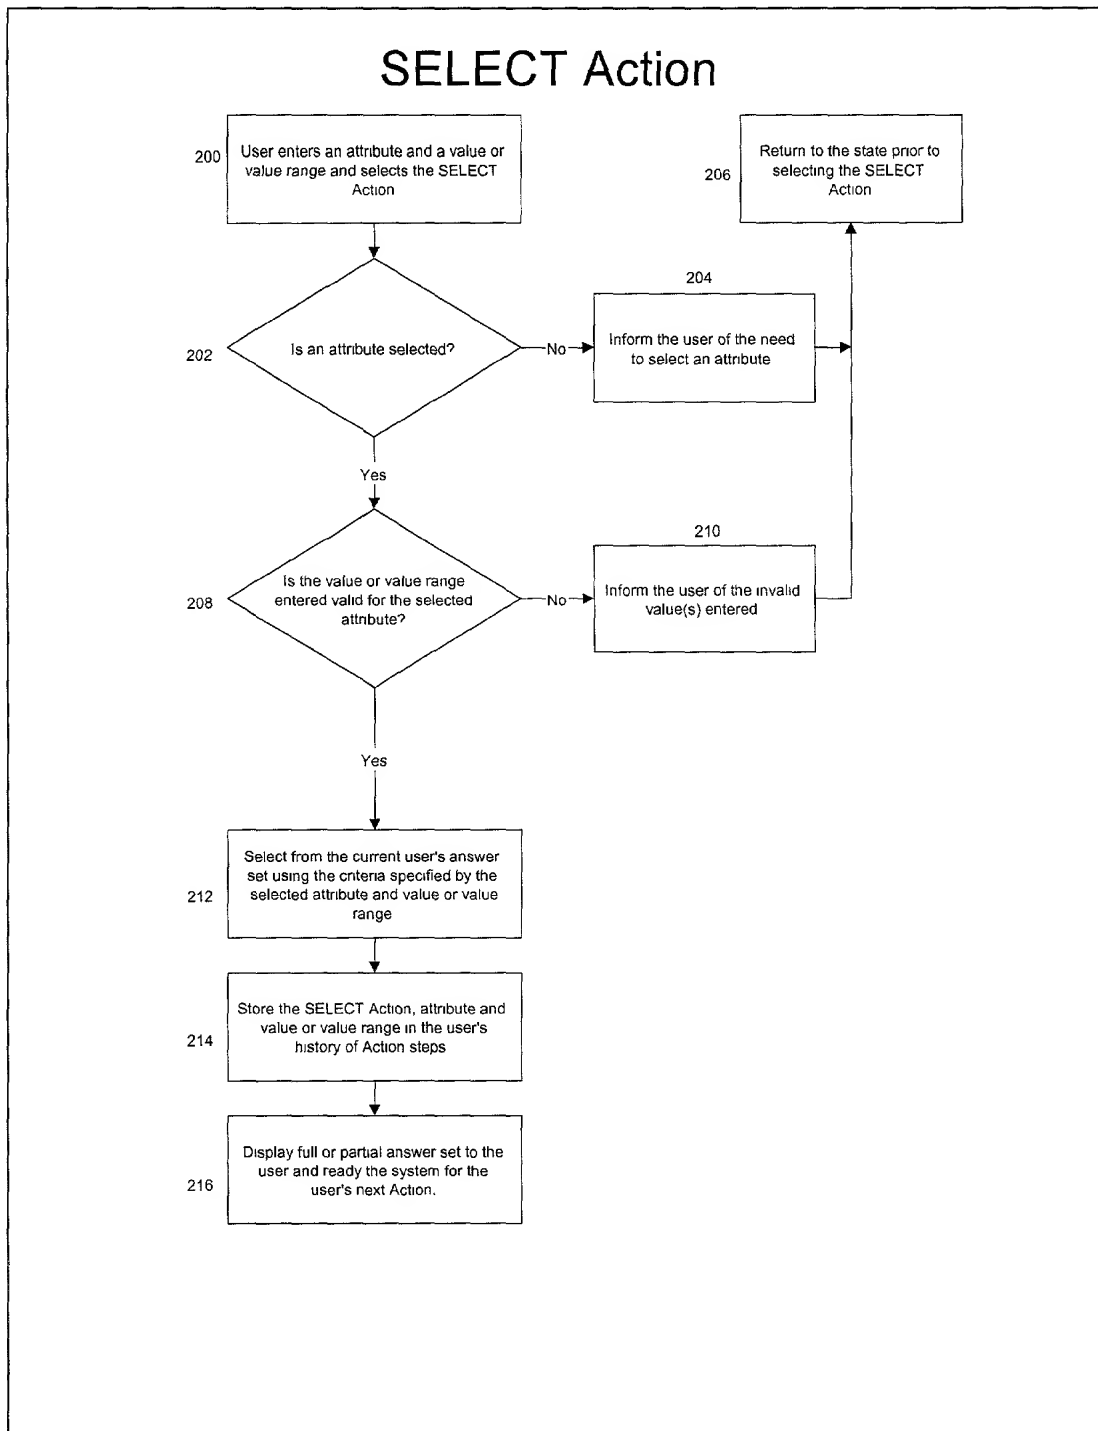 SELECT Action
200
User enters an attribute and a value or
value range and selects the SELECT
Action
206
Return to the state prior to
selecting the SELECT
Action
202
Is an attribute selected?
No
204
Inform the user of the need
to select an attribute
Yes
208
Is the value or value range
entered valid for the selected
attribute?
No
210
Inform the user of the invalid
value(s) entered
Yes
212
Select from the current user's answer
set using the criteria specified by the
selected attribute and value or value
range
214
Store the SELECT Action, attribute and
value or value range in the user's
history of Action steps
216
Display full or partial answer set to the
user and ready the system for the
user's next Action.